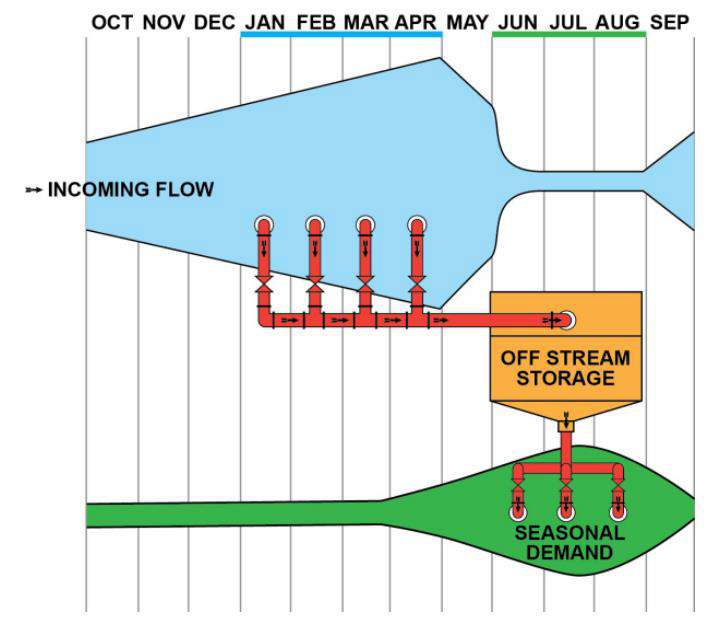 OCT NOV DEC JAN FEB MAR APR MAY JUN JUL AUG SEP
INCOMING FLOW
OFF STREAM
STORAGE
SEASONAL
DEMAND